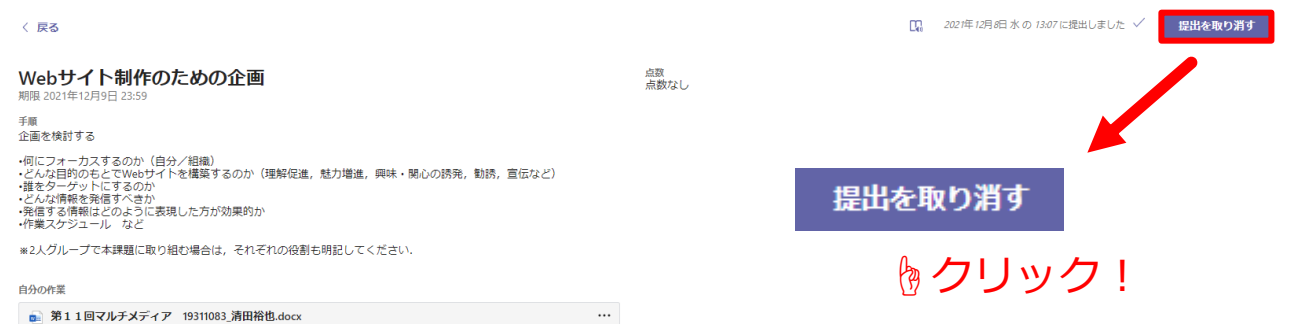 戻る
2021年12月8日 水 の 13:07 に提出しました
提出を取り消す
Webサイト制作のための企画
期限 2021年12月9日 23:59
点数
点数なし
手順
企画を検討する
•何にフォーカスするのか（自分／組織）
•どんな目的のもとでWebサイトを構築するのか（理解促進，魅力増進，興味・関心の誘発，勧誘，宣伝など）
•誰をターゲットにするのか
•どんな情報を発信すべきか
•発信する情報はどのように表現した方が効果的か
•作業スケジュール　など
※2人グループで本課題に取り組む場合は，それぞれの役割も明記してください．
提出を取り消す
クリック！
自分の作業
第１１回マルチメディア　19311083_清田裕也.docx